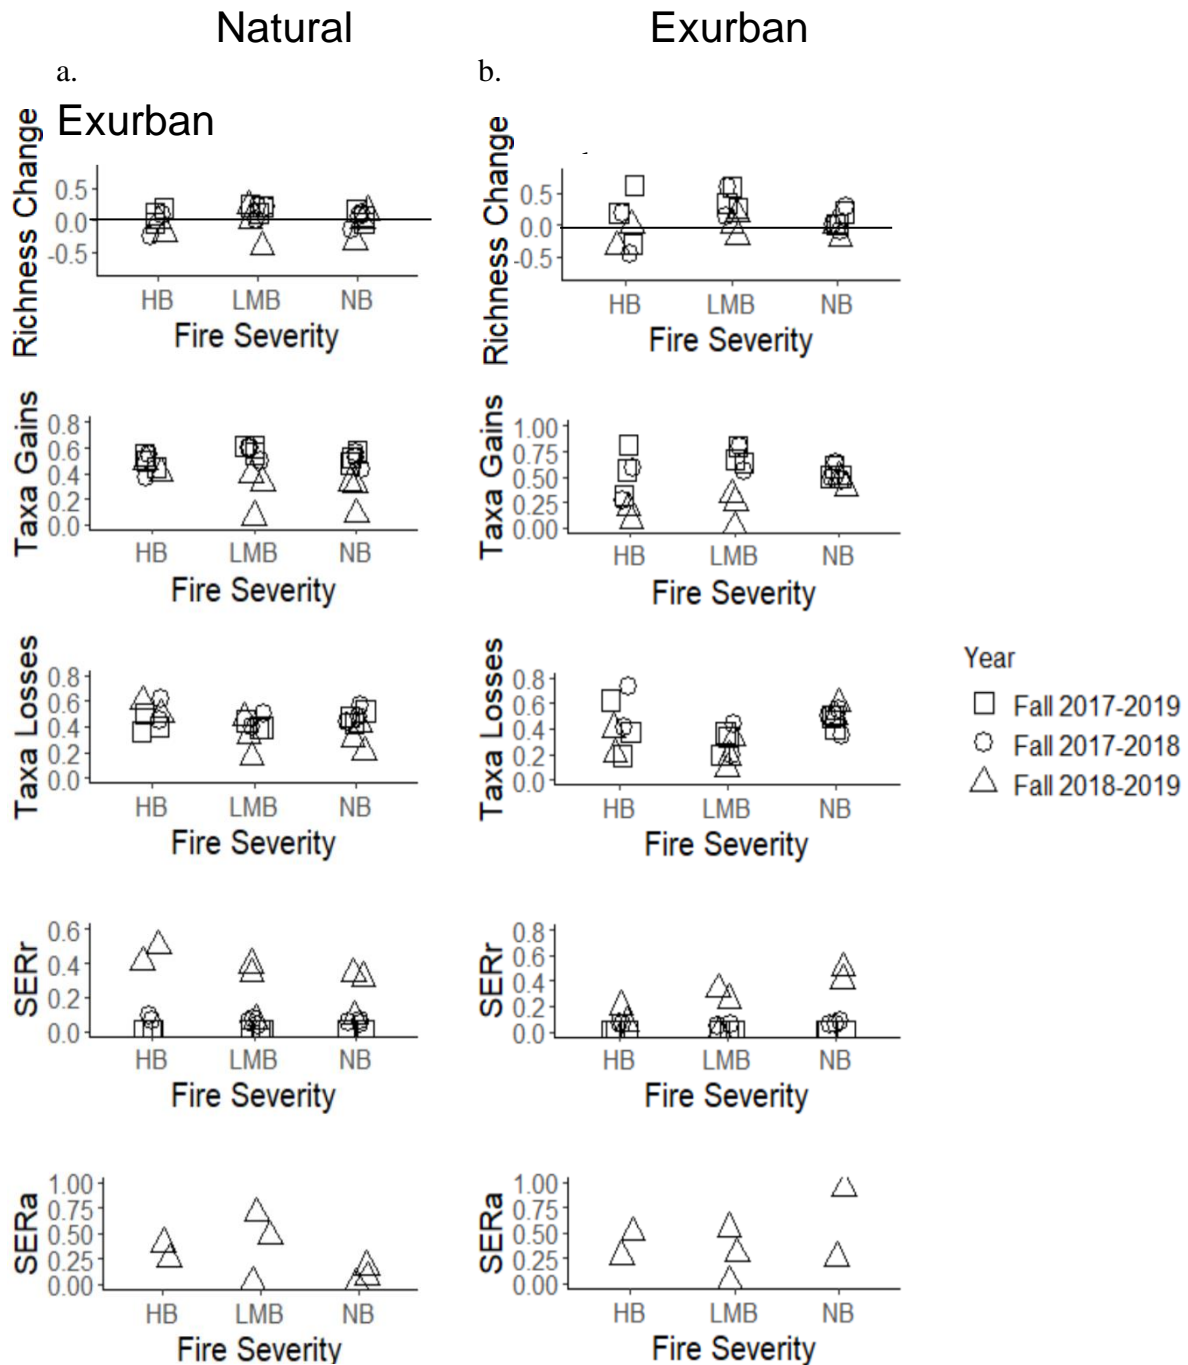 Natural
Exurban
a.
b.
Exurban
Richness Change
0.5
0.0
-0.5
HB LMB NB
Fire Severity
Richness Change
0.5
0.0
-0.5
HB LMB NB
Fire Severity
Taxa Gains
0.8
0.6
0.4
0.2
0.0
HB LMB NB
Fire Severity
Taxa Gains
1.00
0.75
0.50
0.25
0.00
HB LMB NB
Fire Severity
Taxa Losses
0.8
0.6
0.4
0.2
0.0
HB LMB NB
Fire Severity
Taxa Losses
0.8
0.6
0.4
0.2
0.0
HB LMB NB
Fire Severity
Year
Fall 2017-2019
Fall 2017-2018
Fall 2018-2019
SERr
0.6
0.4
0.2
0.0
HB LMB NB
Fire Severity
SERr
0.8
0.6
0.4
0.2
0.0
HB LMB NB
Fire Severity
SERa
1.00
0.75
0.50
0.25
0.00
HB LMB NB
Fire Severity
SERa
1.00
0.75
0.50
0.25
0.00
HB LMB NB
Fire Severity